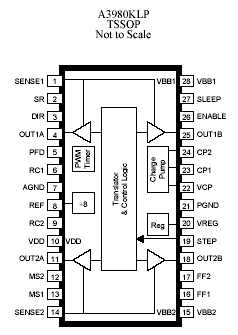 A3980KLP
TSSOP
Not to Scale
SENSE1 1 VBB1 28 VBB1
SR 2 27 SLEEP
DIR 3 26 ENABLE
OUT1A 4 25 OUT1B
PFD 5 PWM Timer 24 CP2
RC1 6 Translator & Control Logic Charge Pump 23 CP1
AGND 7 22 VCP
REF 8 ÷8 21 PGND
RC2 9 Reg 20 VREG
VDD 10 VDD 19 STEP
OUT2A 11 18 OUT2B
MS2 12 17 FF2
MS1 13 16 FF1
SENSE2 14 VBB2 15 VBB2